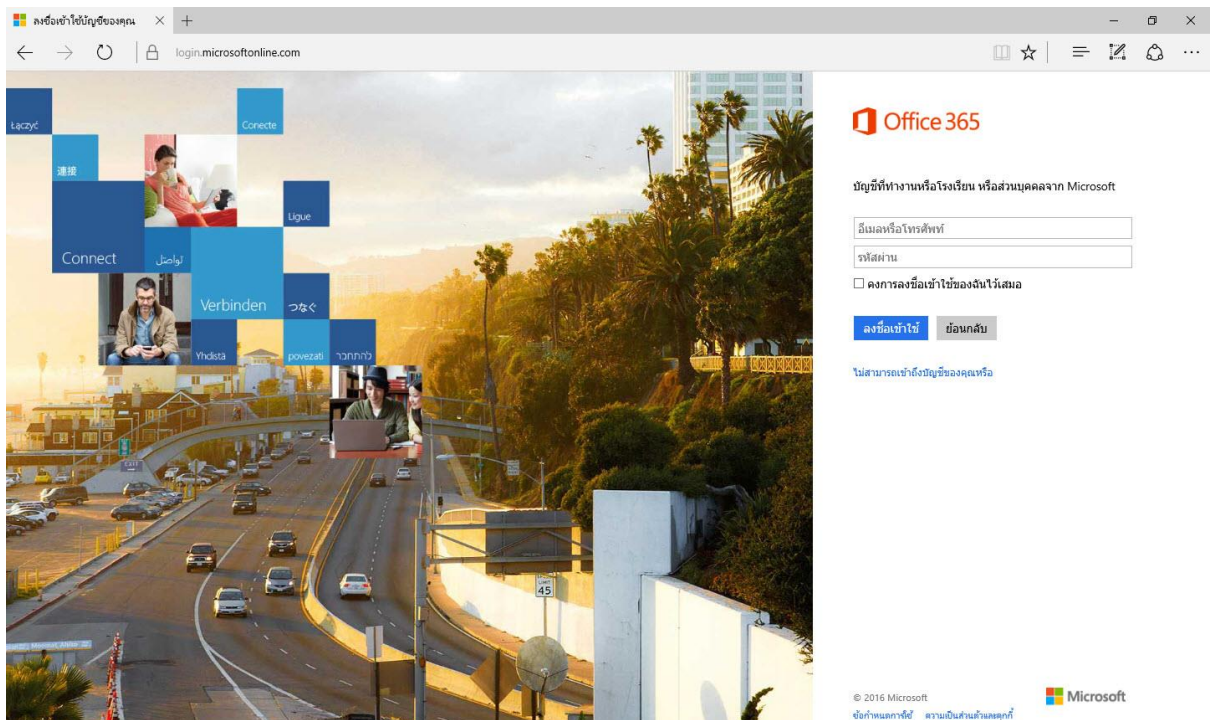 ลงชื่อเข้าใช้บัญชีของคุณ
login.microsoftonline.com
Łączyć
Conecte
連接
Ligue
Connect
تواصَل
Verbinden
つなぐ
Yhdistä
povezati
להתחבר
EXIT
LIMIT
45
Office 365
บัญชีที่ทำงานหรือโรงเรียน หรือส่วนบุคคลจาก Microsoft
อีเมลหรือโทรศัพท์
รหัสผ่าน
คงการลงชื่อเข้าใช้ของฉันไว้เสมอ
ลงชื่อเข้าใช้ ย้อนกลับ
ไม่สามารถเข้าถึงบัญชีของคุณหรือ
© 2016 Microsoft
Microsoft
ข้อกำหนดการใช้ ความเป็นส่วนตัวและคุกกี้